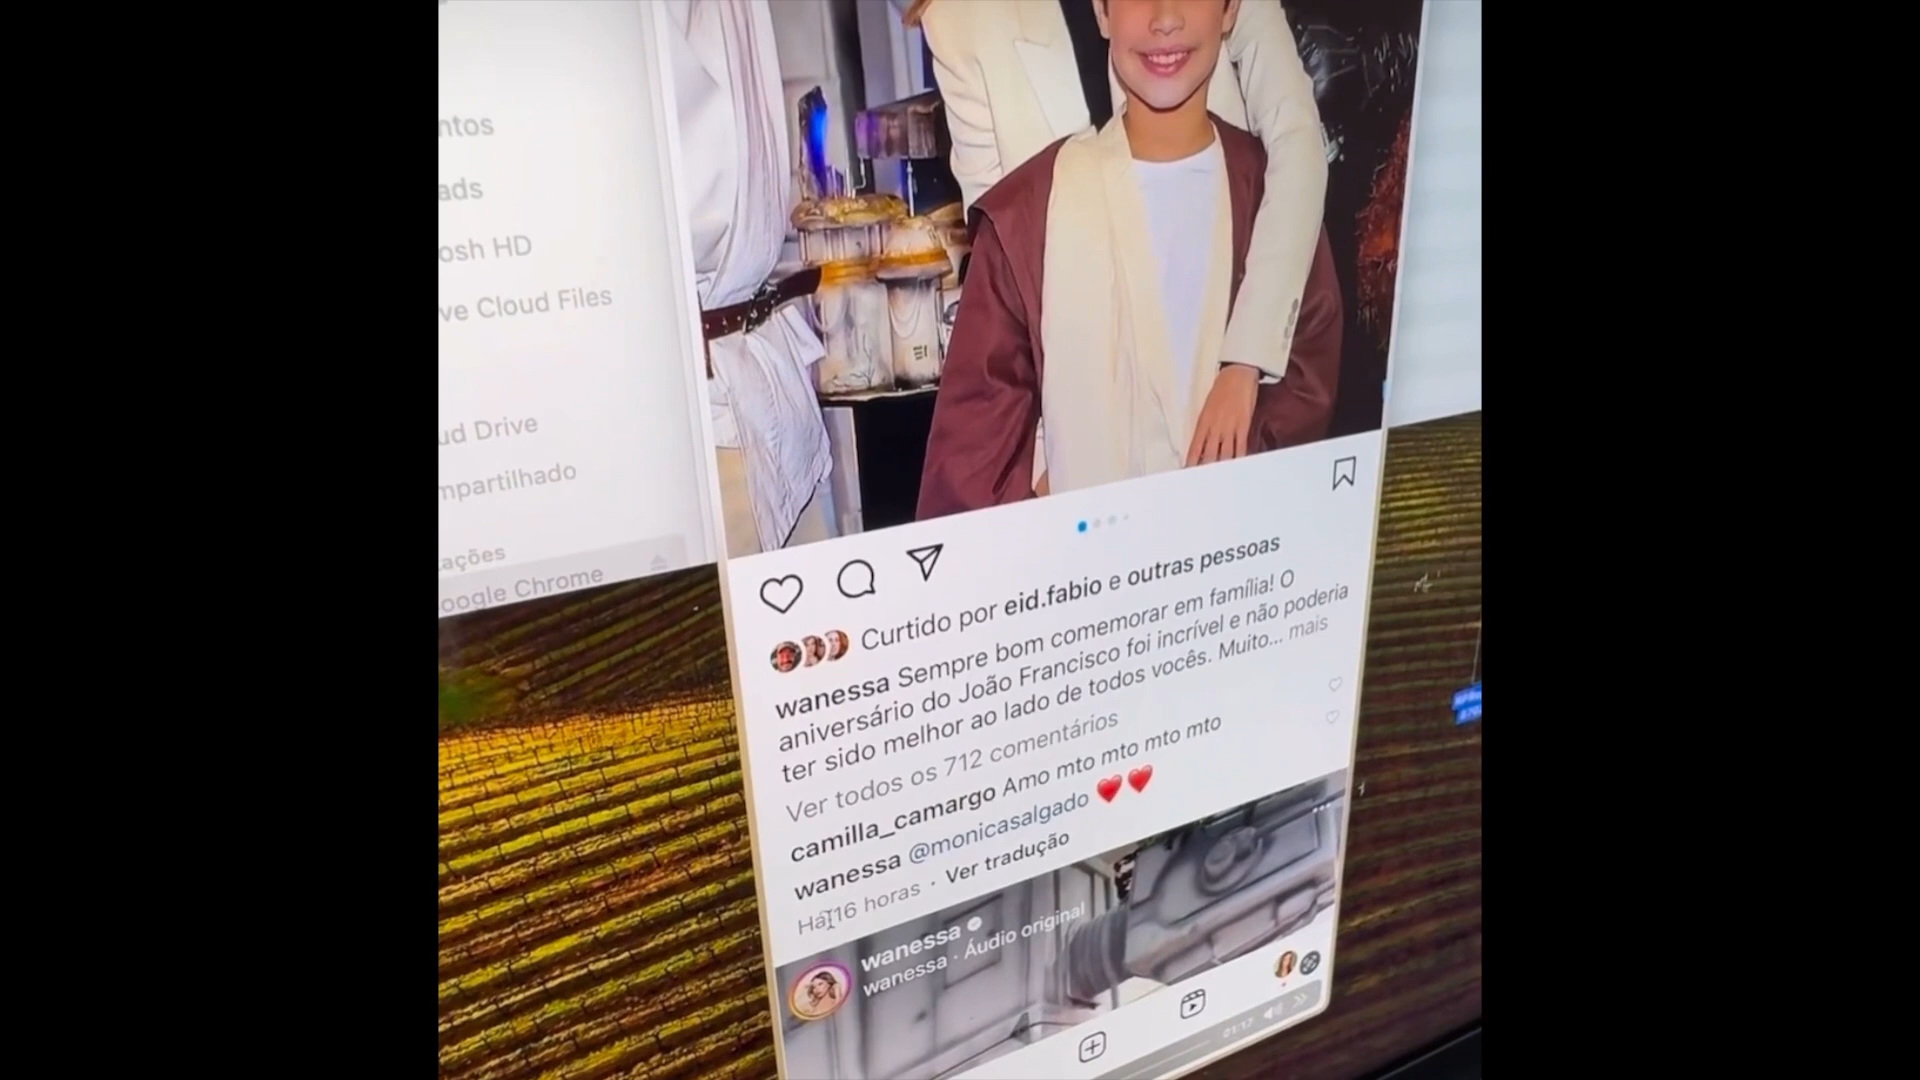 ntos
ads
osh HD
ve Cloud Files
ud Drive
mpartilhado
ações
oogle Chrome
Curtido por eid.fabio e outras pessoas
wanessa Sempre bom comemorar em família! O
aniversário do João Francisco foi incrível e não poderia
ter sido melhor ao lado de todos vocês. Muito... mais
Ver todos os 712 comentários
camilla_camargo Amo mto mto mto mto
wanessa @monicasalgado ❤️❤️
Há 16 horas · Ver tradução
wanessa
wanessa · Áudio original
01:17